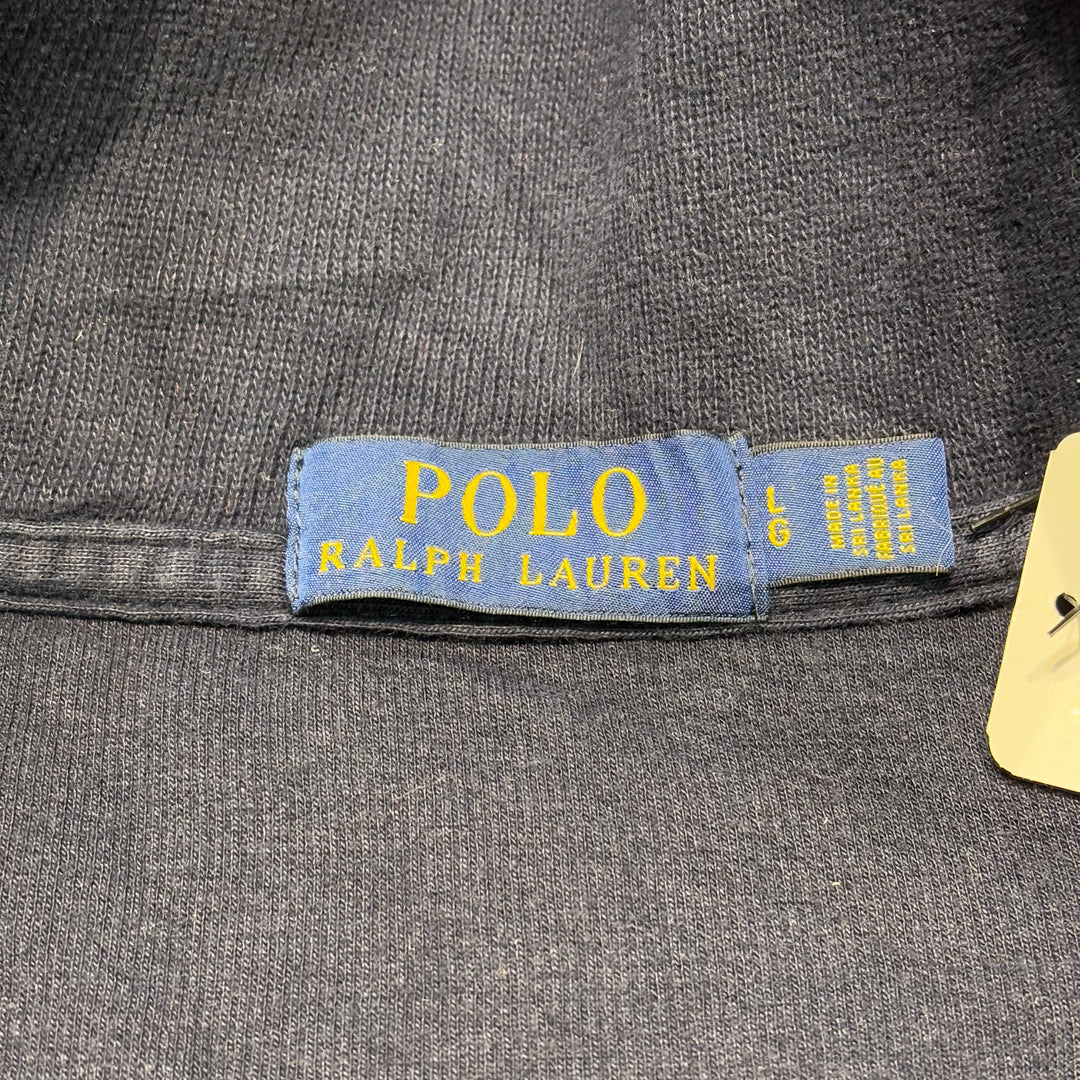 POLO
RALPH LAUREN
L
G
MADE IN
SRI LANKA
FABRIQUÉ AU
SRI LANKA